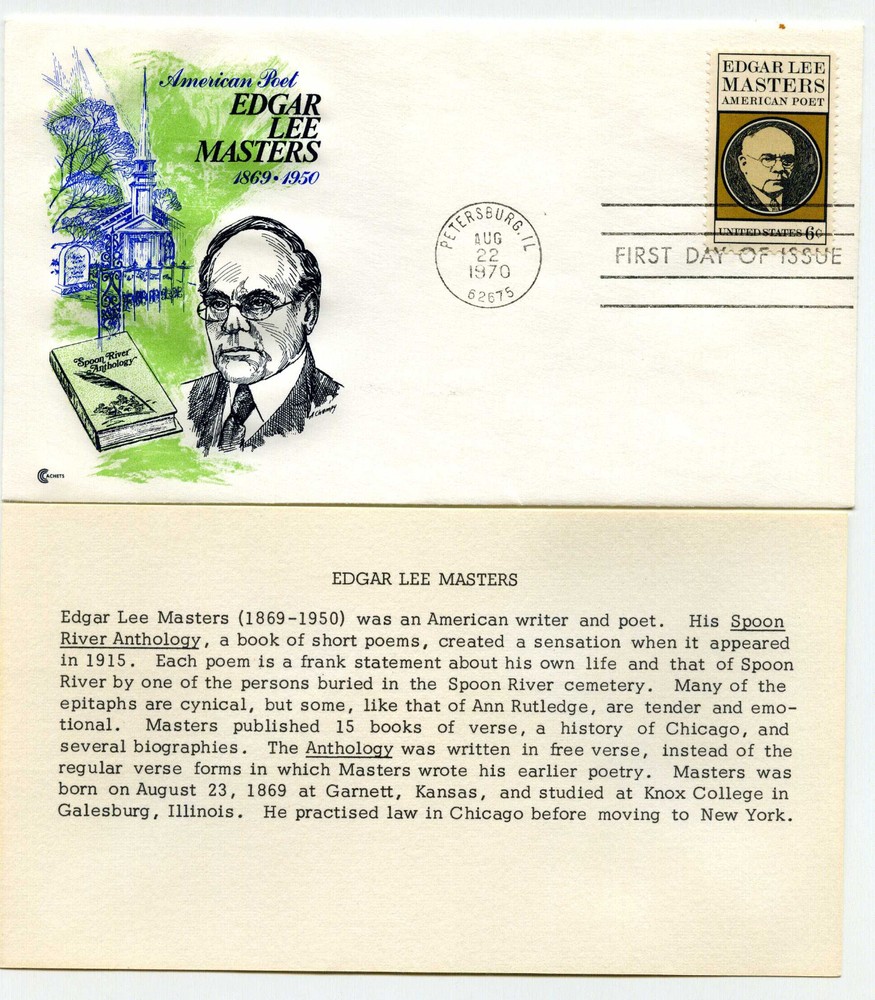 American Poet
EDGAR
LEE
MASTERS
1869•1950
Spoon River
Anthology
CACHETS
EDGAR LEE
MASTERS
AMERICAN POET
UNITED STATES 6¢
PETERSBURG, IL
AUG
22
1970
62675
FIRST DAY OF ISSUE
EDGAR LEE MASTERS
Edgar Lee Masters (1869-1950) was an American writer and poet. His Spoon
River Anthology, a book of short poems, created a sensation when it appeared
in 1915. Each poem is a frank statement about his own life and that of Spoon
River by one of the persons buried in the Spoon River cemetery. Many of the
epitaphs are cynical, but some, like that of Ann Rutledge, are tender and emo-
tional. Masters published 15 books of verse, a history of Chicago, and
several biographies. The Anthology was written in free verse, instead of the
regular verse forms in which Masters wrote his earlier poetry. Masters was
born on August 23, 1869 at Garnett, Kansas, and studied at Knox College in
Galesburg, Illinois. He practised law in Chicago before moving to New York.